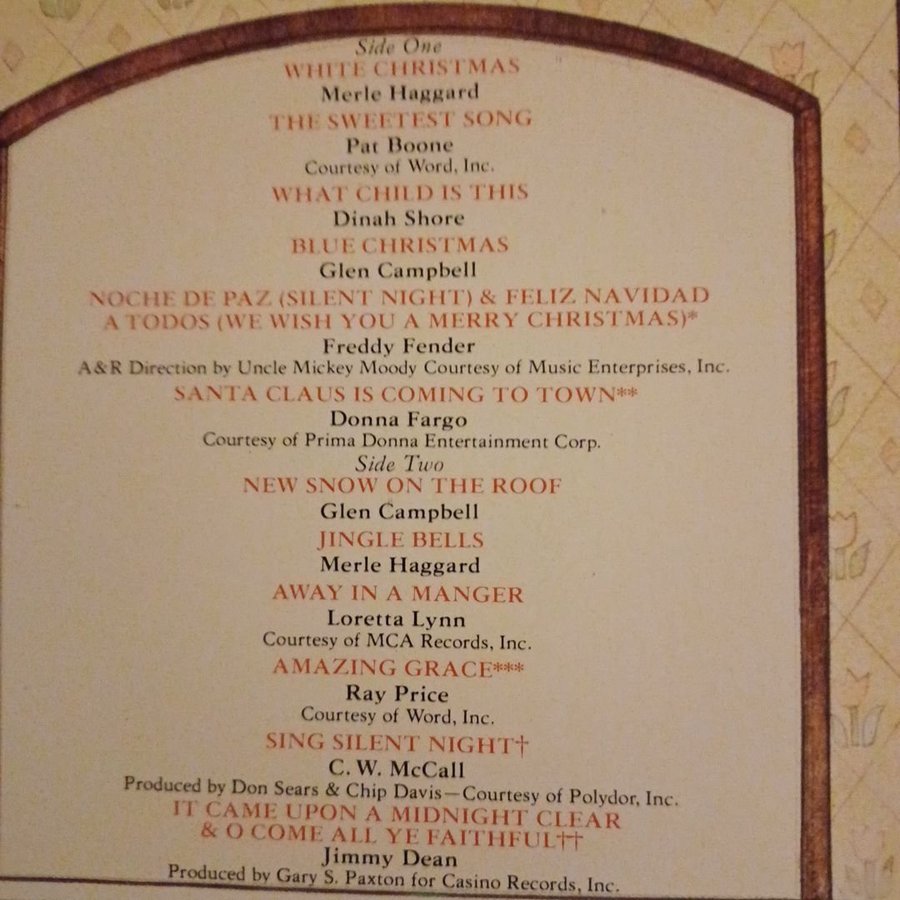 Side One
WHITE CHRISTMAS
Merle Haggard
THE SWEETEST SONG
Pat Boone
Courtesy of Word, Inc.
WHAT CHILD IS THIS
Dinah Shore
BLUE CHRISTMAS
Glen Campbell
NOCHE DE PAZ (SILENT NIGHT) & FELIZ NAVIDAD
A TODOS (WE WISH YOU A MERRY CHRISTMAS)*
Freddy Fender
A&R Direction by Uncle Mickey Moody Courtesy of Music Enterprises, Inc.
SANTA CLAUS IS COMING TO TOWN**
Donna Fargo
Courtesy of Prima Donna Entertainment Corp.
Side Two
NEW SNOW ON THE ROOF
Glen Campbell
JINGLE BELLS
Merle Haggard
AWAY IN A MANGER
Loretta Lynn
Courtesy of MCA Records, Inc.
AMAZING GRACE***
Ray Price
Courtesy of Word, Inc.
SING SILENT NIGHT†
C. W. McCall
Produced by Don Sears & Chip Davis—Courtesy of Polydor, Inc.
IT CAME UPON A MIDNIGHT CLEAR
& O COME ALL YE FAITHFUL††
Jimmy Dean
Produced by Gary S. Paxton for Casino Records, Inc.